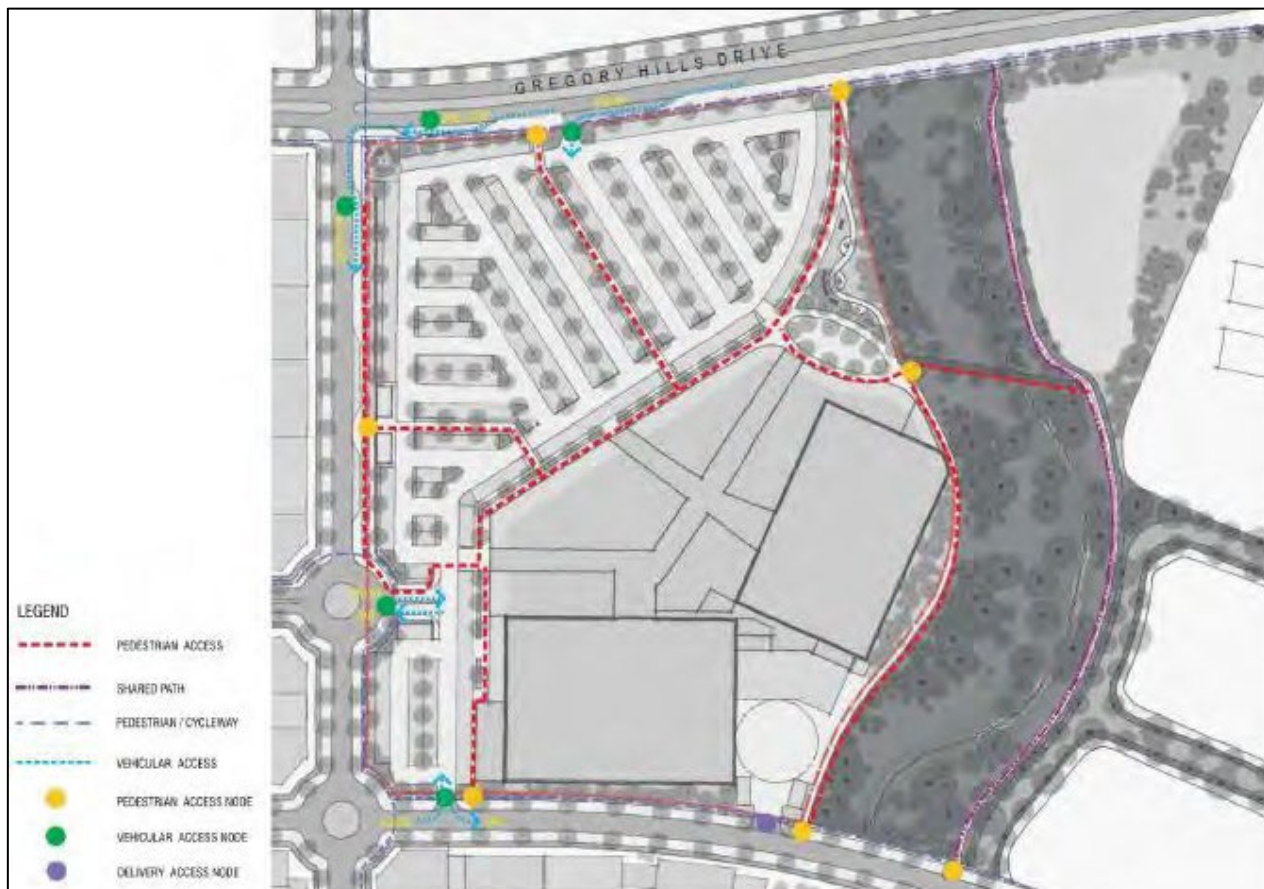 GREGORY HILLS DRIVE
LEGEND
PEDESTRIAN ACCESS
SHARED PATH
PEDESTRIAN / CYCLEWAY
VEHICULAR ACCESS
PEDESTRIAN ACCESS NODE
VEHICULAR ACCESS NODE
DELIVERY ACCESS NODE